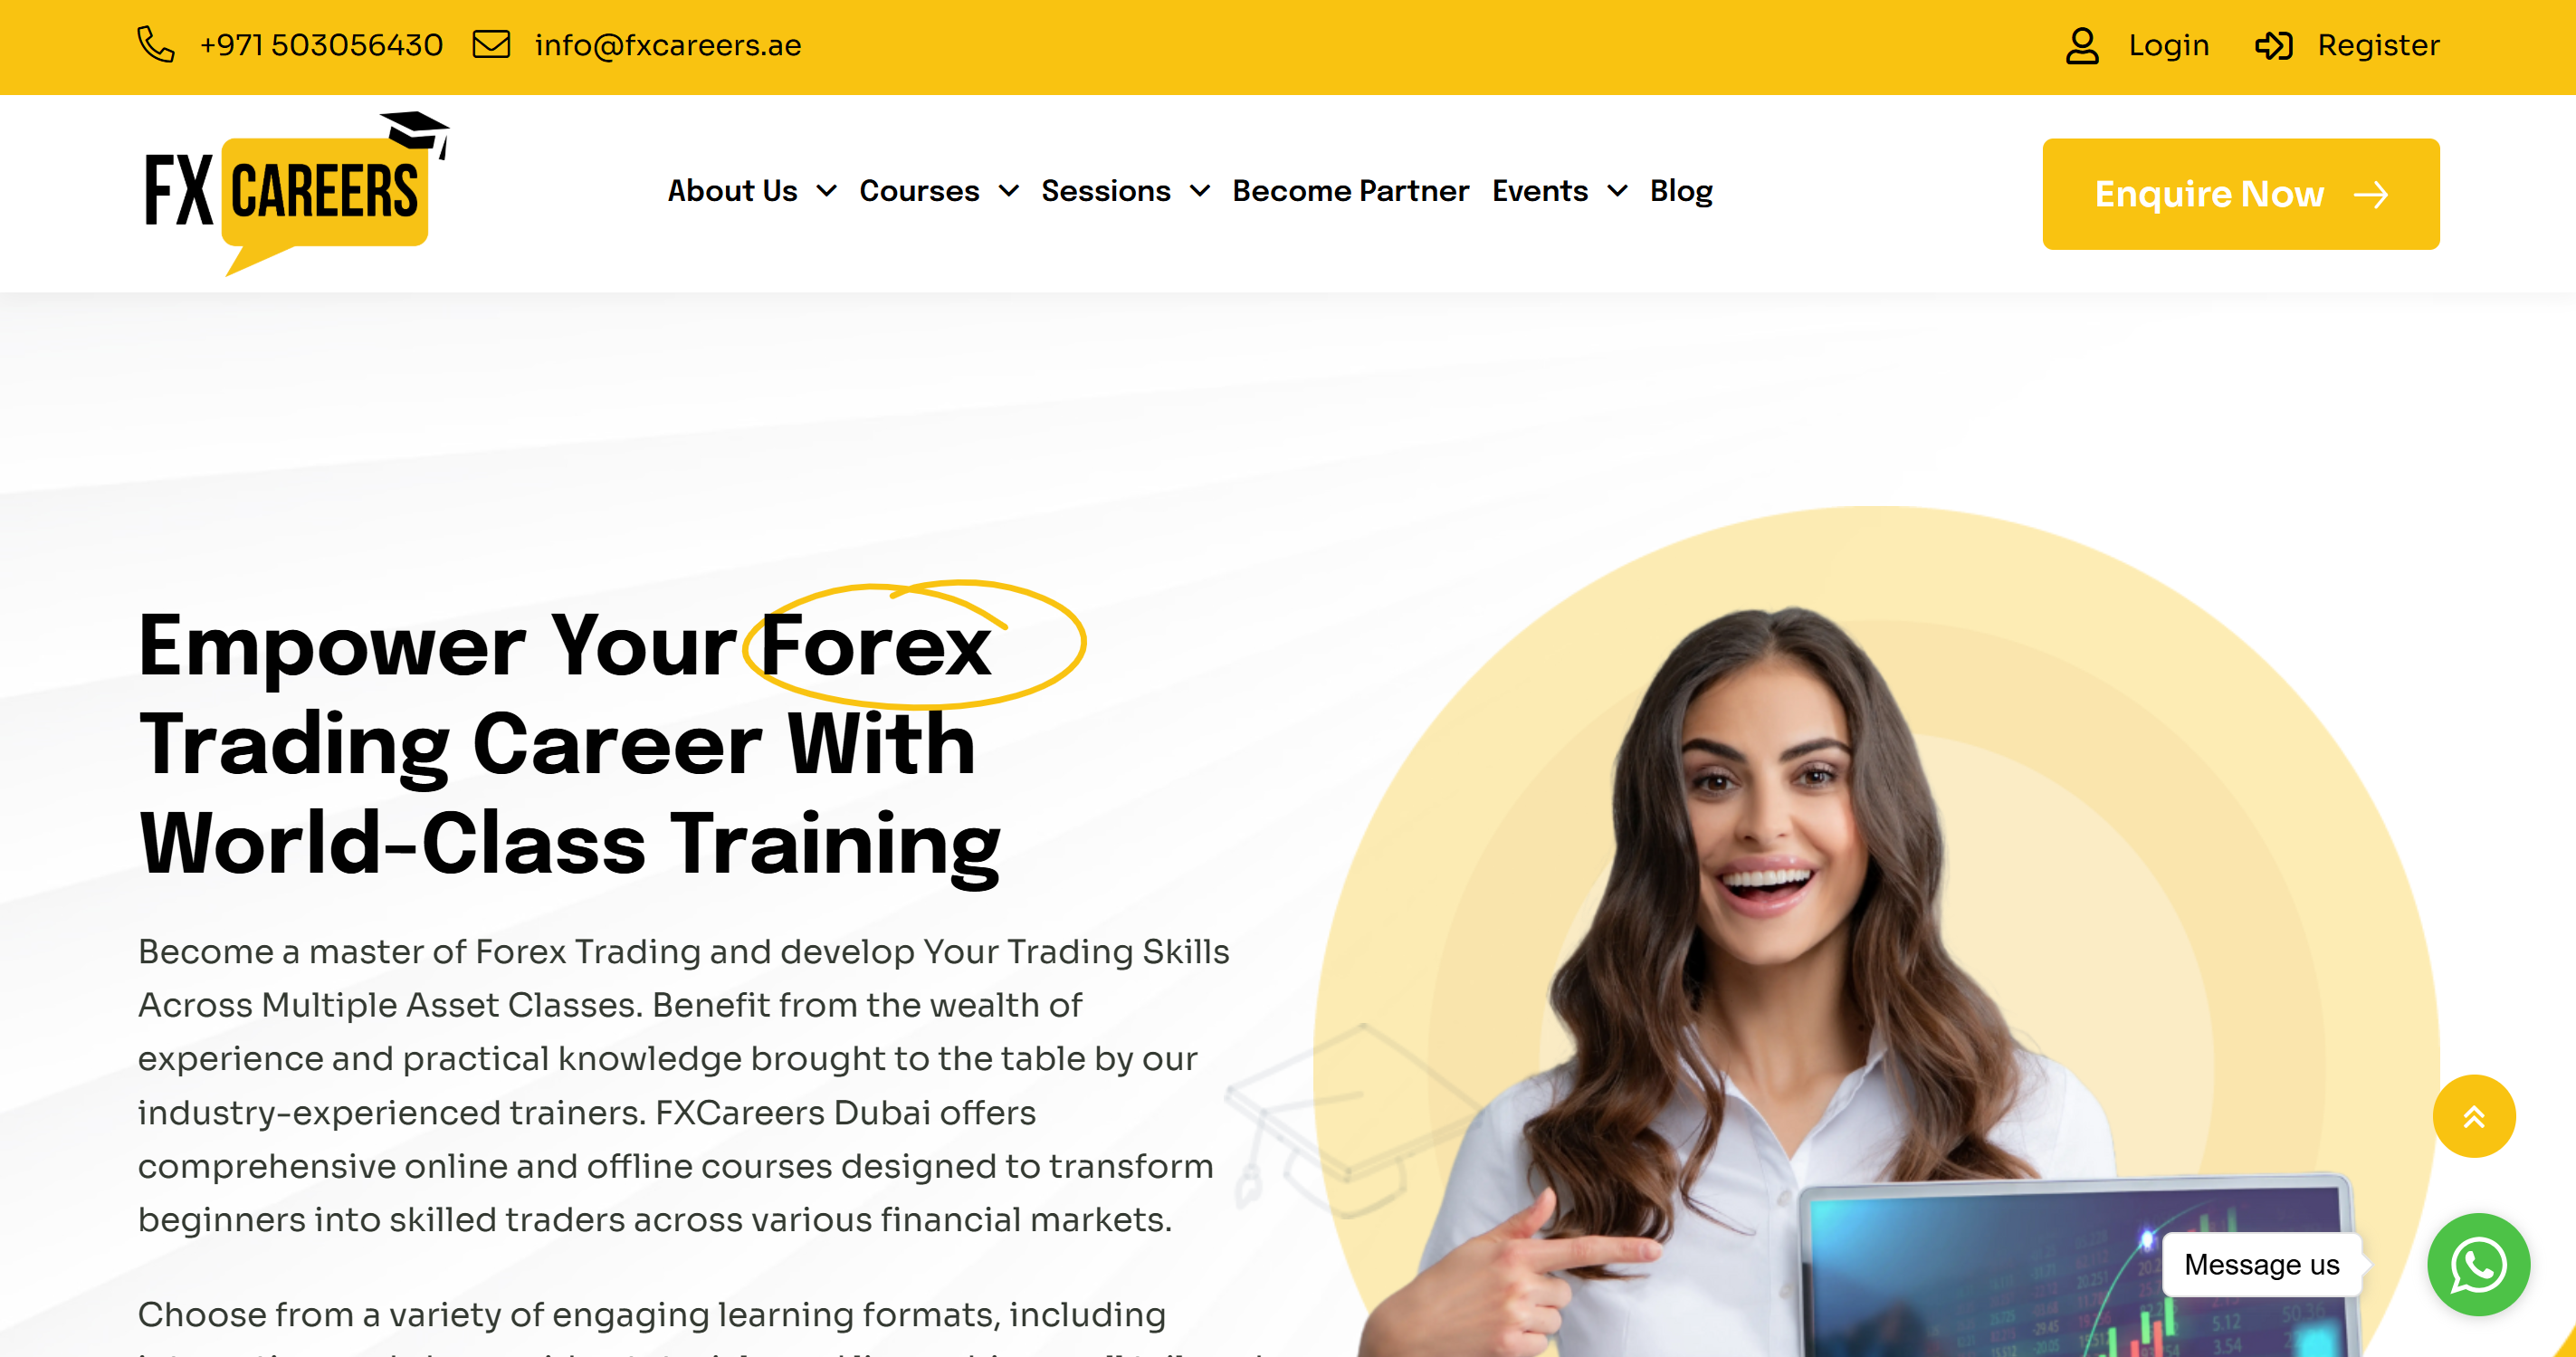 +971 503056430 info@fxcareers.ae Login Register
FX CAREERS
About Us Courses Sessions Become Partner Events Blog
Enquire Now
Empower Your Forex
Trading Career With
World-Class Training
Become a master of Forex Trading and develop Your Trading Skills
Across Multiple Asset Classes. Benefit from the wealth of
experience and practical knowledge brought to the table by our
industry-experienced trainers. FXCareers Dubai offers
comprehensive online and offline courses designed to transform
beginners into skilled traders across various financial markets.
Choose from a variety of engaging learning formats, including
Message us
5.12
3.54